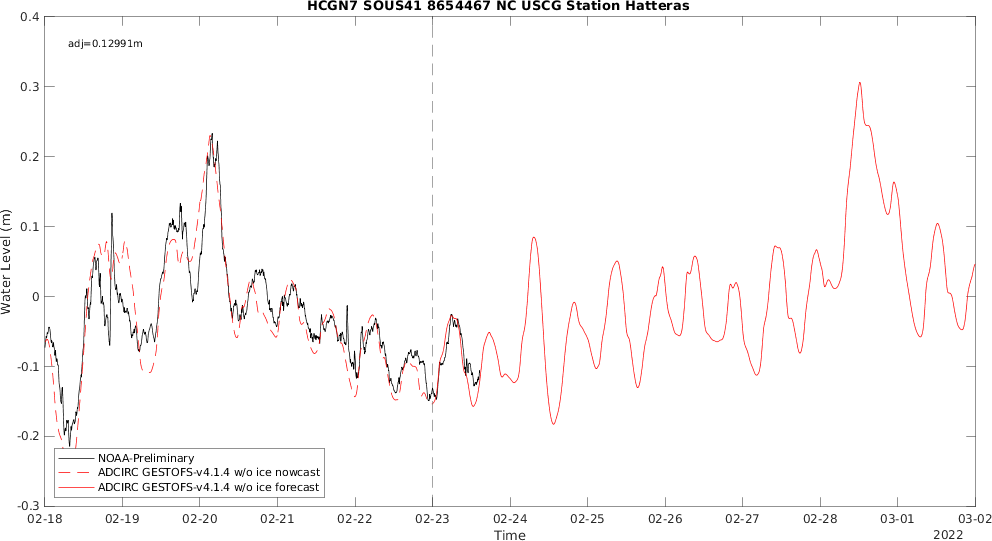 HCGN7 SOUS41 8654467 NC USCG Station Hatteras
adj=0.12991m
Water Level (m)
0.4
0.3
0.2
0.1
0
-0.1
-0.2
-0.3
NOAA-Preliminary
ADCIRC GESTOFS-v4.1.4 w/o ice nowcast
ADCIRC GESTOFS-v4.1.4 w/o ice forecast
02-18 02-19 02-20 02-21 02-22 02-23 02-24 02-25 02-26 02-27 02-28 03-01 03-02
Time
2022